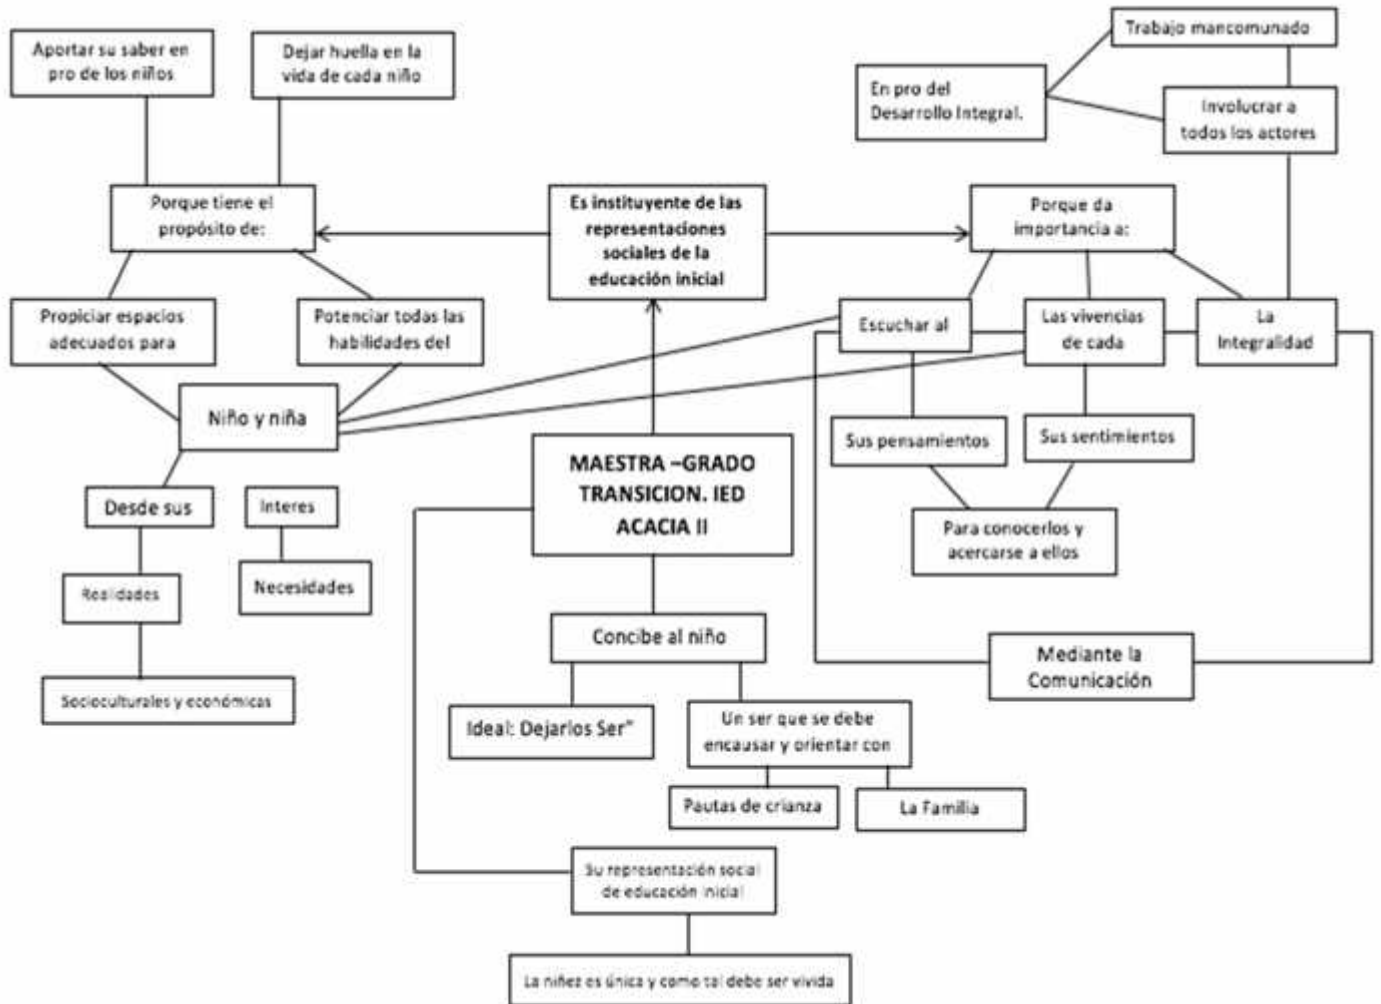 Aportar su saber en
pro de los niños
Dejar huella en la
vida de cada niño
Trabajo mancomunado
En pro del
Desarrollo Integral.
Involucrar a
todos los actores
Porque tiene el
propósito de:
Es instituyente de las
representaciones
sociales de la
educación inicial
Porque da
importancia a:
Propiciar espacios
adecuados para
Potenciar todas las
habilidades del
Escuchar al
Las vivencias
de cada
La
Integralidad
Niño y niña
Sus pensamientos
Sus sentimientos
MAESTRA –GRADO
TRANSICION. IED
ACACIA II
Desde sus
Interes
Para conocerlos y
acercarse a ellos
Realidades
Necesidades
Concibe al niño
Mediante la
Comunicación
Socioculturales y económicas
Ideal: Dejarlos Ser"
Un ser que se debe
encausar y orientar con
Pautas de crianza
La Familia
Su representación social
de educación inicial
La niñez es única y como tal debe ser vivida